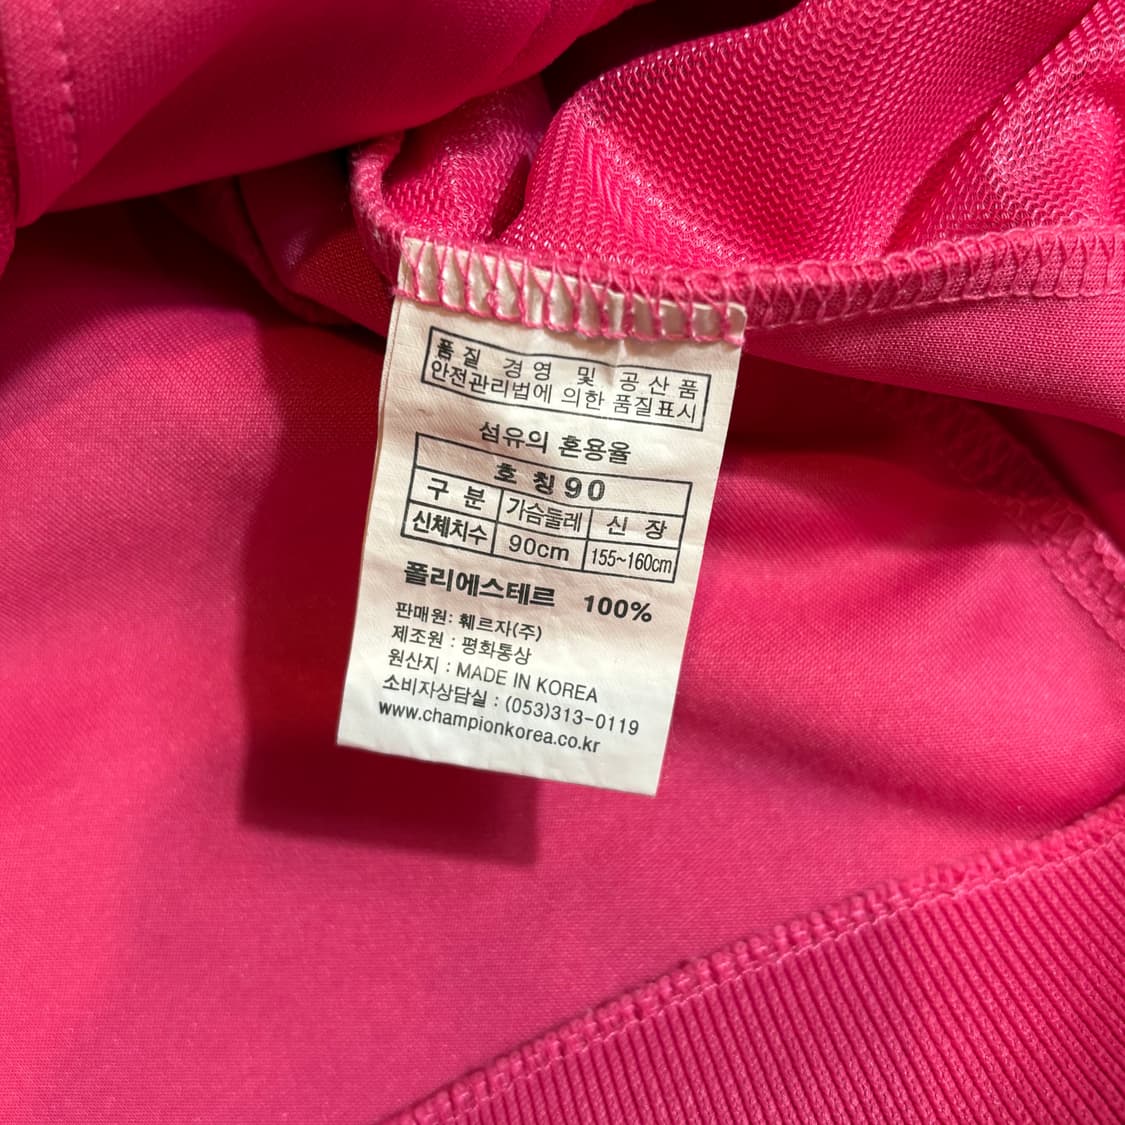 품질 경영 및 공산품
안전관리법에 의한 품질표시
섬유의 혼용율
호 칭 90
구 분 가슴둘레 신 장
신체치수 90cm 155~160cm
폴리에스테르 100%
판매원: 훼르자(주)
제조원 : 평화통상
원산지 : MADE IN KOREA
소비자상담실 : (053)313-0119
www.championkorea.co.kr